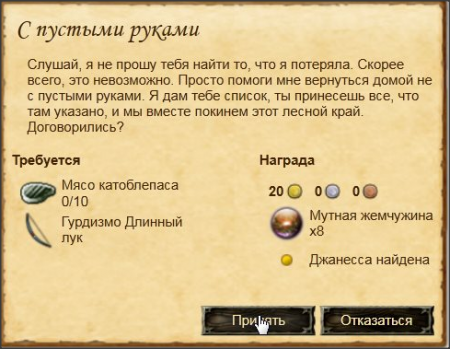 С пустыми руками
Слушай, я не прошу тебя найти то, что я потеряла. Скорее
всего, это невозможно. Просто помоги мне вернуться домой не
с пустыми руками. Я дам тебе список, ты принесешь все, что
там указано, и мы вместе покинем этот лесной край.
Договорились?
Требуется
Награда
Мясо катоблепаса
0/10
Гурдизмо Длинный
лук
20 0 0
Мутная жемчужина
x8
Джанесса найдена
Принять
Отказаться